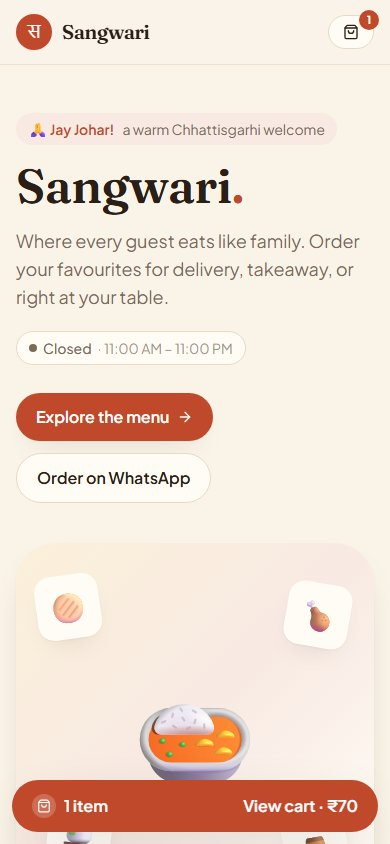 स Sangwari
1
Jay Johar! a warm Chhattisgarhi welcome
Sangwari.
Where every guest eats like family. Order
your favourites for delivery, takeaway, or
right at your table.
Closed · 11:00 AM – 11:00 PM
Explore the menu →
Order on WhatsApp
1 item View cart · ₹70